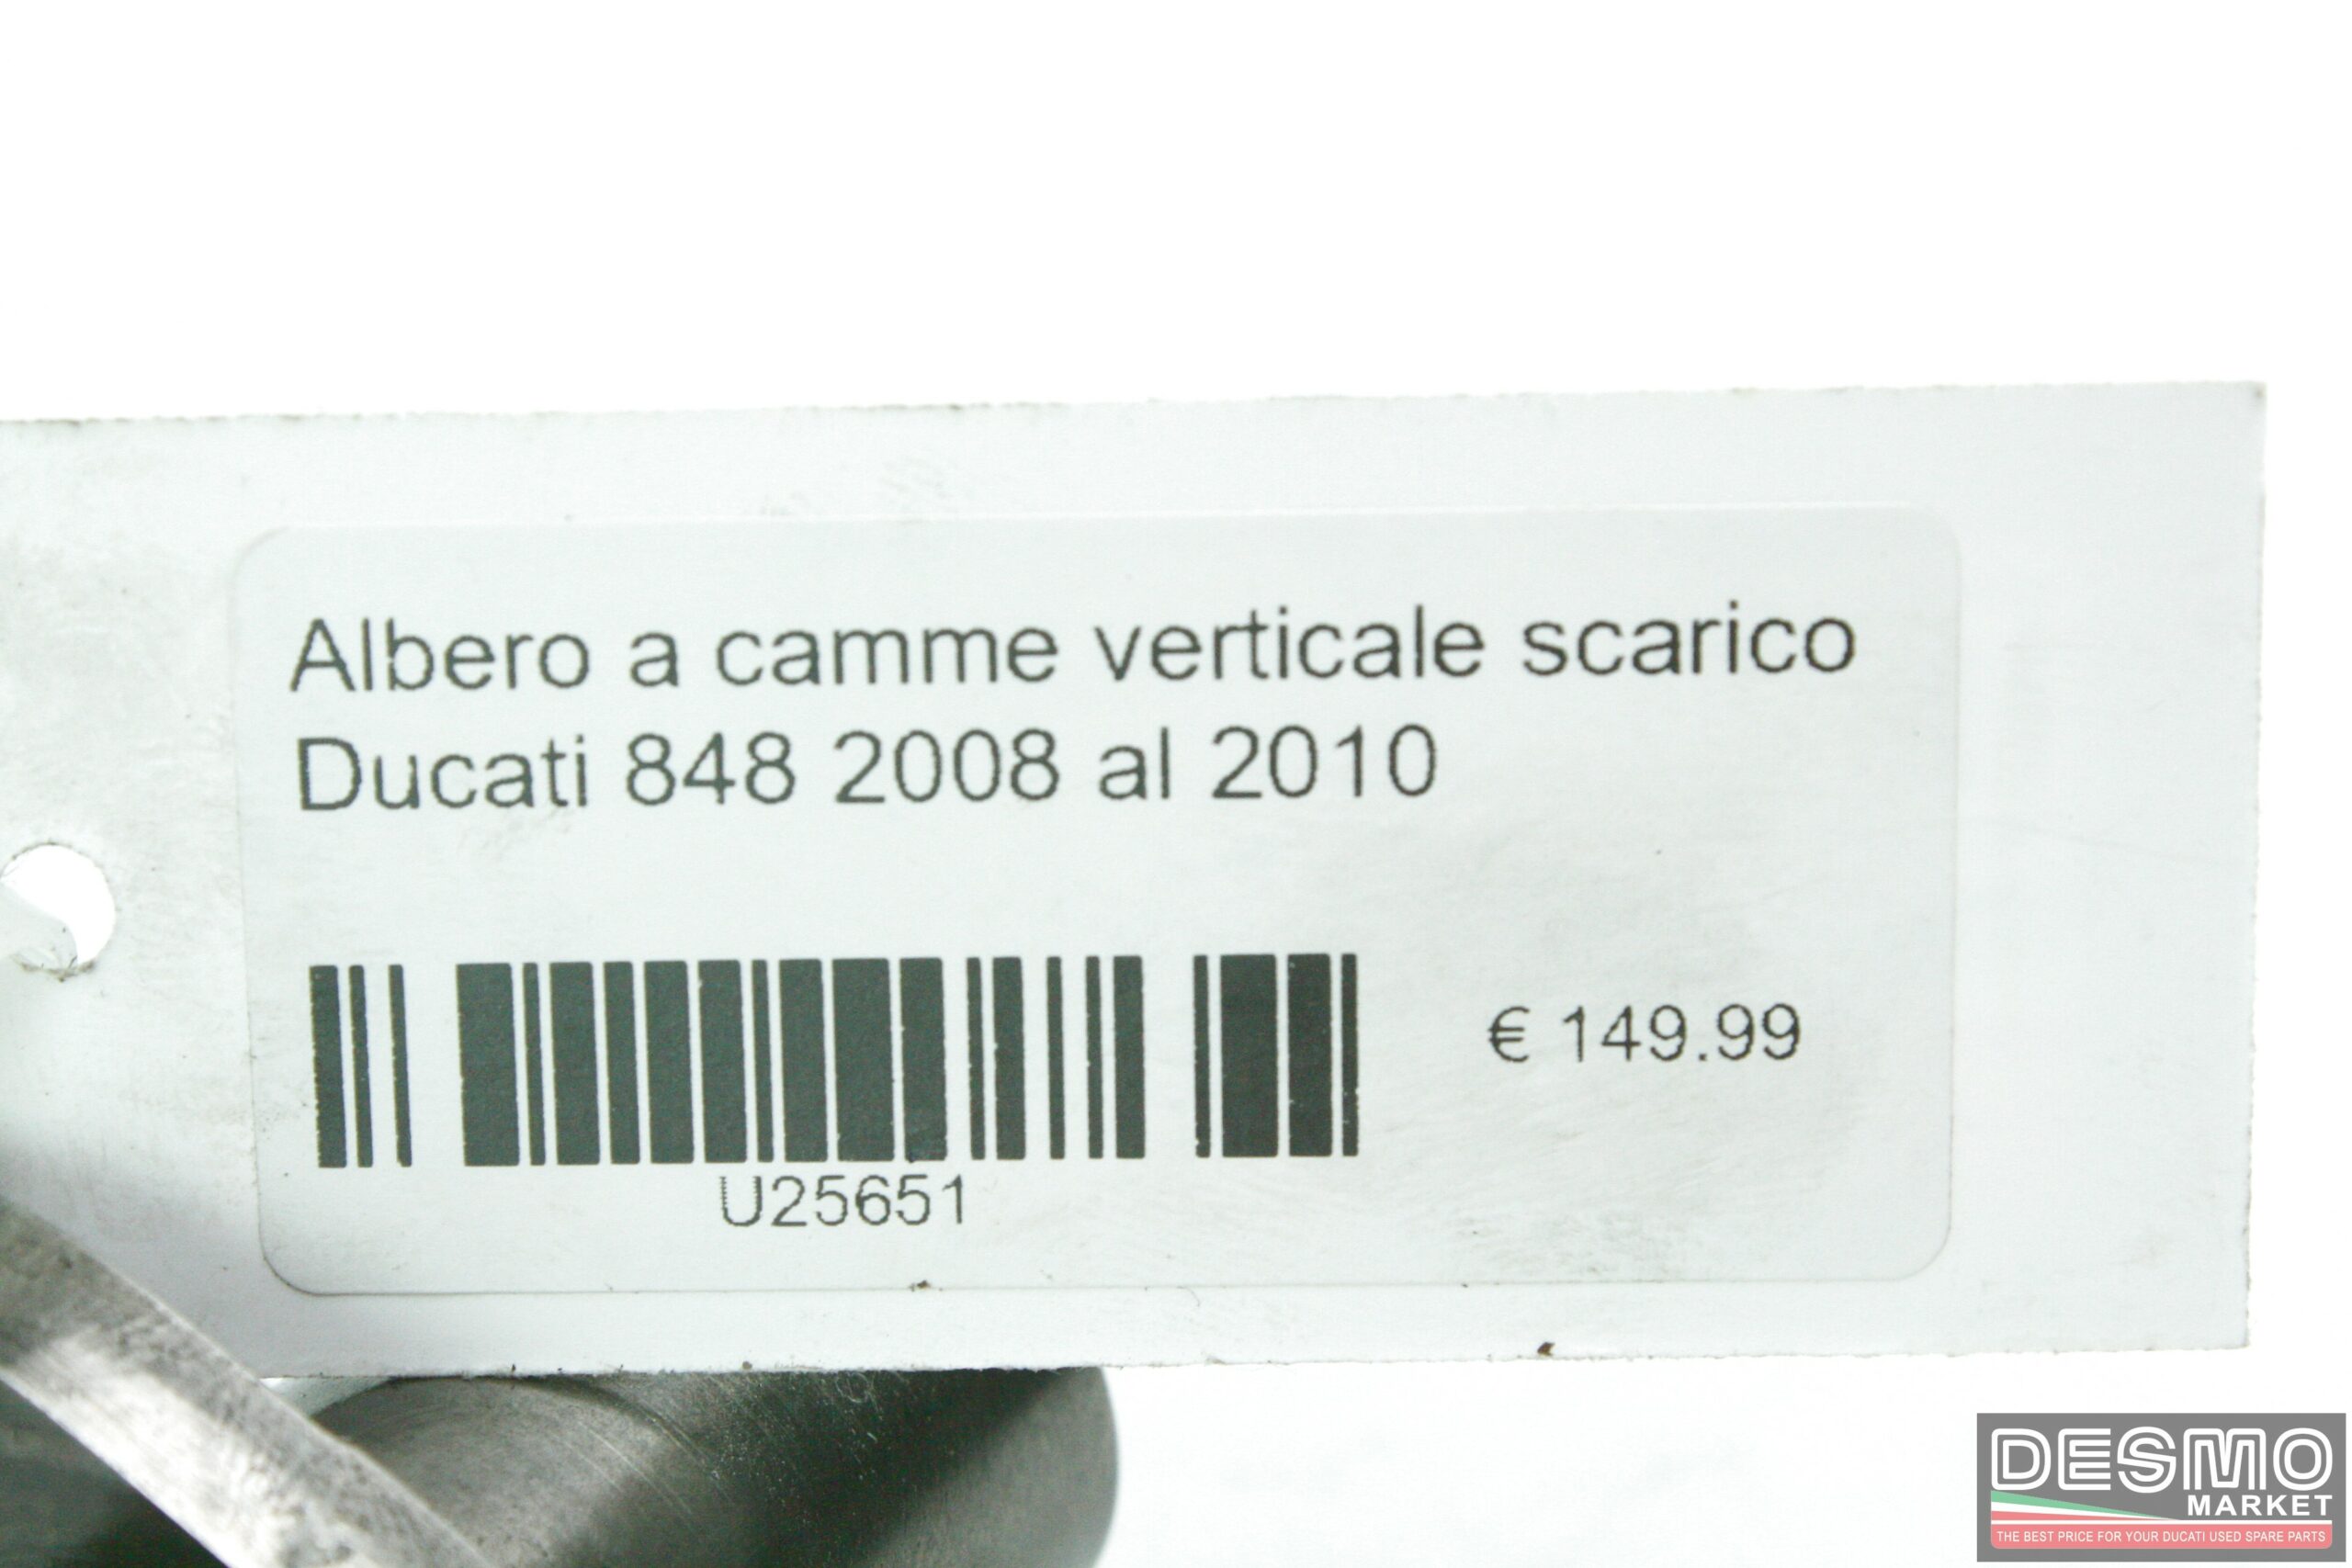 Albero a camme verticale scarico
Ducati 848 2008 al 2010
€ 149.99
U25651
DESMO
MARKET
THE BEST PRICE FOR YOUR DUCATI USED SPARE PARTS